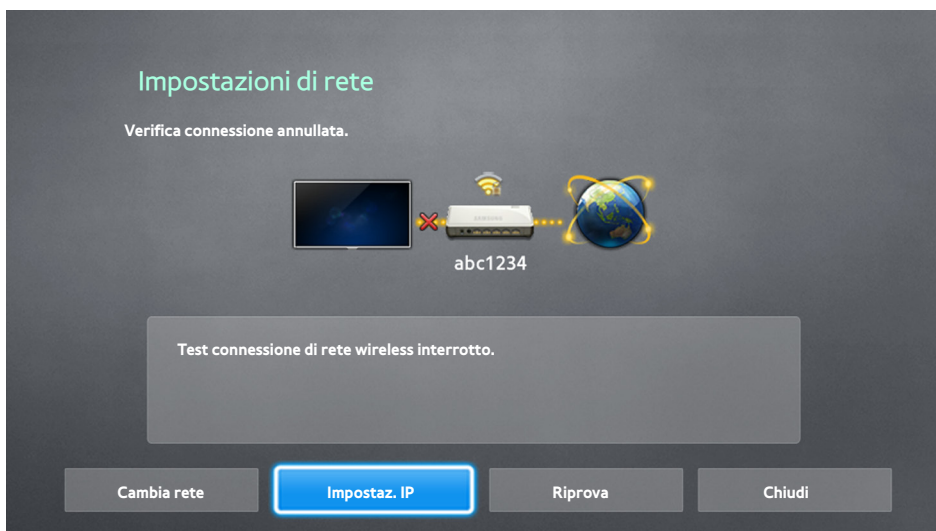 Impostazioni di rete
Verifica connessione annullata.
SAMSUNG
abc1234
Test connessione di rete wireless interrotto.
Cambia rete
Impostaz. IP
Riprova
Chiudi